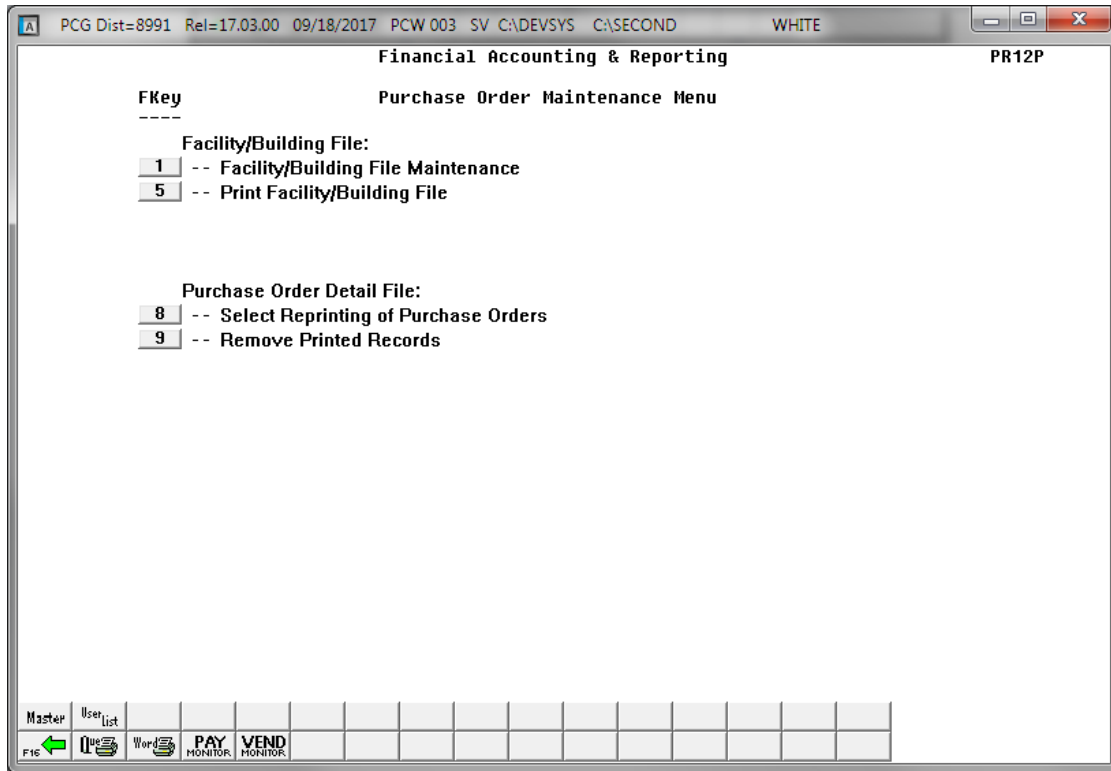 A PCG Dist=8991 Rel=17.03.00 09/18/2017 PCW 003 SV C:\DEVSYS C:\SECOND WHITE
Financial Accounting & Reporting PR12P
FKey Purchase Order Maintenance Menu
----
Facility/Building File:
1 -- Facility/Building File Maintenance
5 -- Print Facility/Building File
Purchase Order Detail File:
8 -- Select Reprinting of Purchase Orders
9 -- Remove Printed Records
Master User List
F16 Que Word PAY MONITOR VEND MONITOR